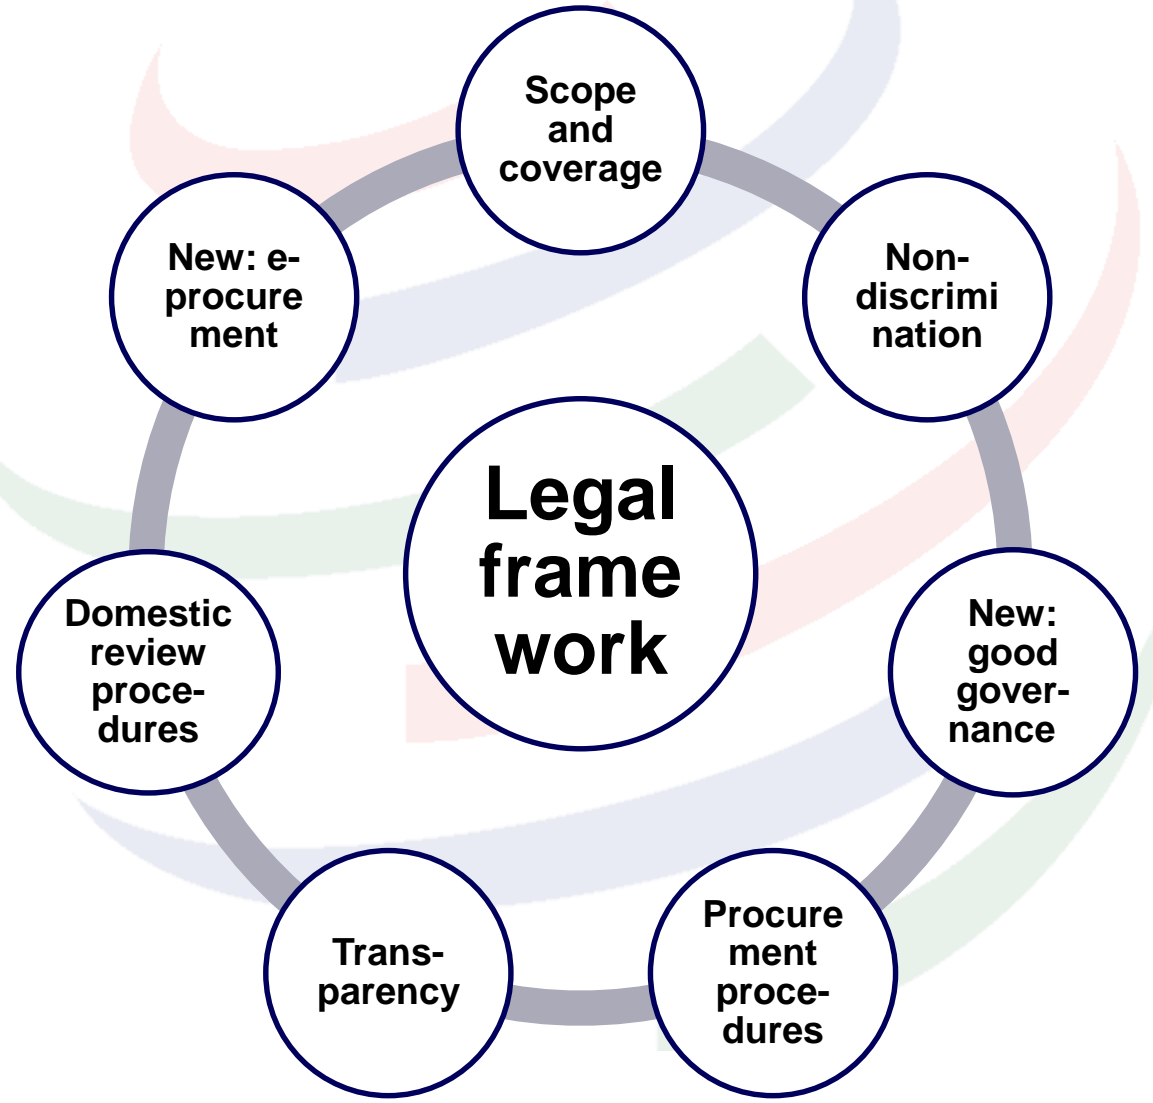 Scope
and
coverage
Non-
discrimi
nation
New:
good
gover-
nance
Procure
ment
proce-
dures
Trans-
parency
Domestic
review
proce-
dures
New: e-
procure
ment
Legal
frame
work